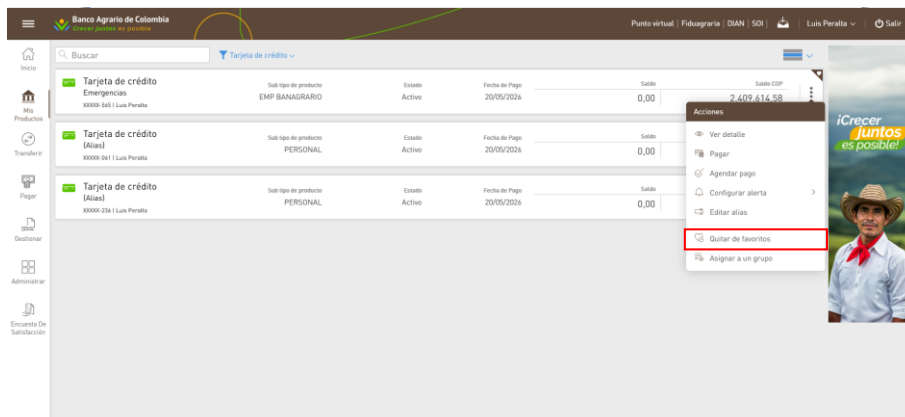 Banco Agrario de Colombia
Crecer juntos es posible
Punto virtual | Fiduagraria | DIAN | SOI | Luis Peralta Salir
Inicio
Mis Productos
Transferir
Pagar
Gestionar
Administrar
Encuesta De Satisfacción
Buscar
Tarjeta de crédito
Tarjeta de crédito
Emergencias
XXXXX-565 | Luis Peralta
Sub tipo de producto
EMP BANAGRARIO
Estado
Activo
Fecha de Pago
20/05/2026
Saldo
0,00
Saldo COP
2.409.614,58
Tarjeta de crédito
(Alias)
XXXXX-061 | Luis Peralta
Sub tipo de producto
PERSONAL
Estado
Activo
Fecha de Pago
20/05/2026
Saldo
0,00
Tarjeta de crédito
(Alias)
XXXXX-236 | Luis Peralta
Sub tipo de producto
PERSONAL
Estado
Activo
Fecha de Pago
20/05/2026
Saldo
0,00
Acciones
Ver detalle
Pagar
Agendar pago
Configurar alerta
Editar alias
Quitar de favoritos
Asignar a un grupo
¡Crecer
juntos
es posible!